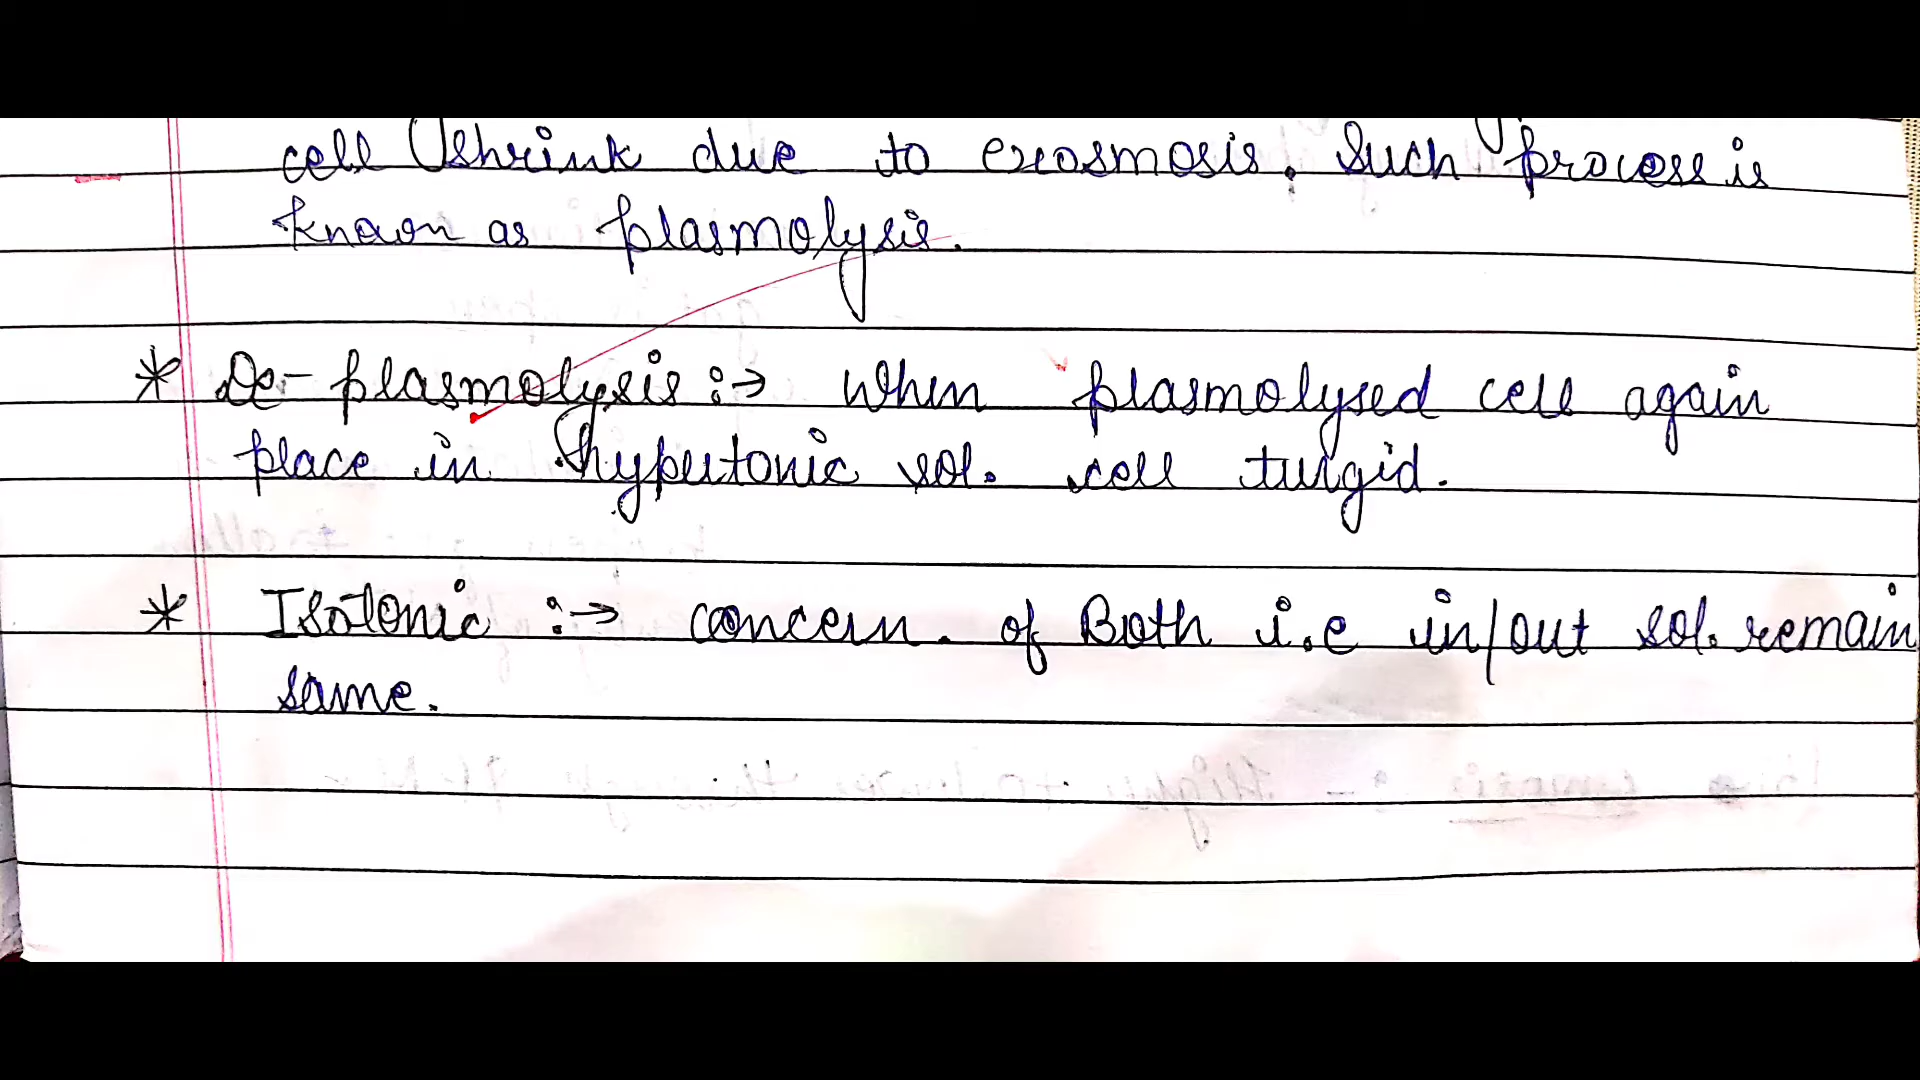 cell shrink due to exosmosis. Such process is
known as plasmolysis.
* De-plasmolysis :→ When plasmolysed cell again
place in hypertonic sol. cell turgid.
* Isotonic :→ concern. of Both i.e in/out sol. remain
same.